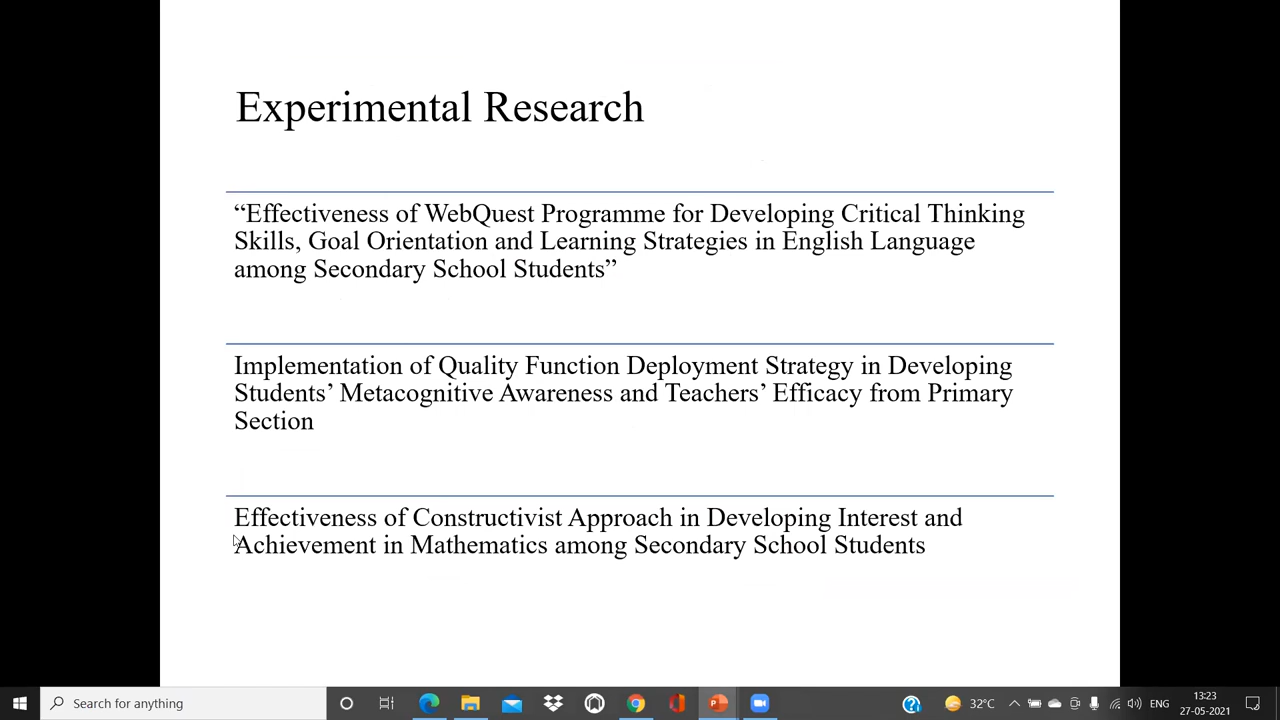 Experimental Research
“Effectiveness of WebQuest Programme for Developing Critical Thinking
Skills, Goal Orientation and Learning Strategies in English Language
among Secondary School Students”
Implementation of Quality Function Deployment Strategy in Developing
Students’ Metacognitive Awareness and Teachers’ Efficacy from Primary
Section
Effectiveness of Constructivist Approach in Developing Interest and
Achievement in Mathematics among Secondary School Students
Search for anything
32°C
ENG
13:23
27-05-2021